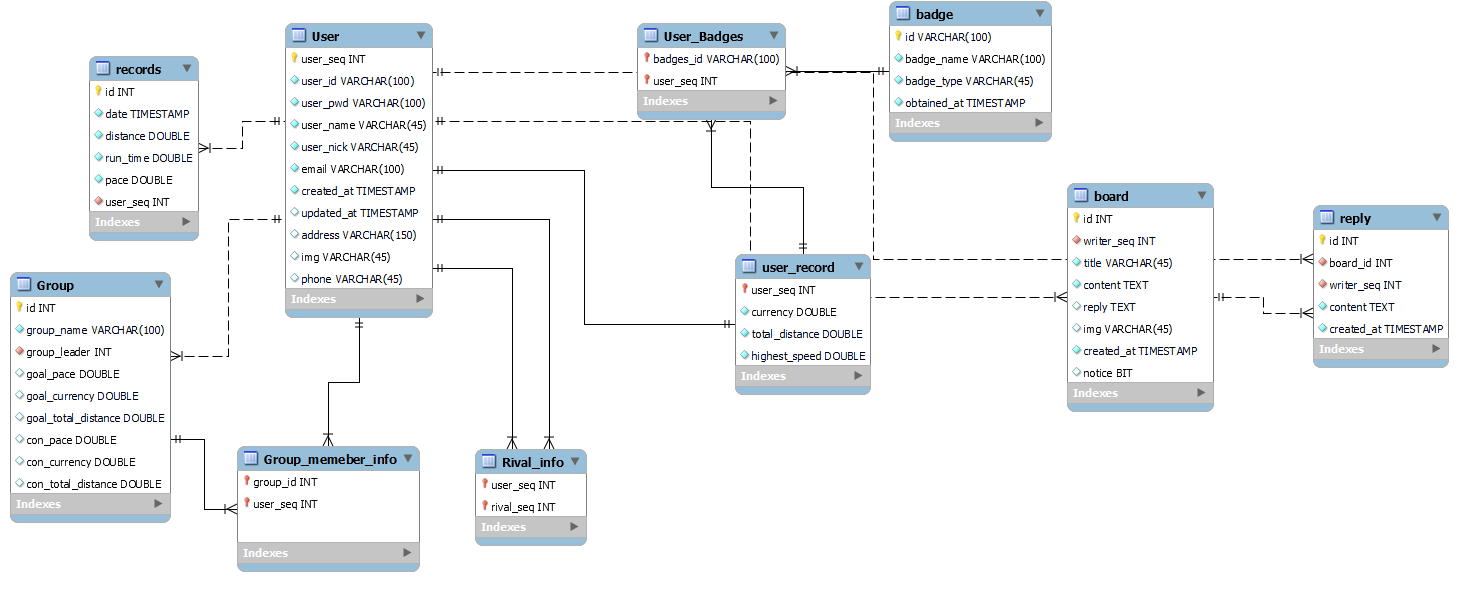 records
id INT
date TIMESTAMP
distance DOUBLE
run_time DOUBLE
pace DOUBLE
user_seq INT
Indexes
User
user_seq INT
user_id VARCHAR(100)
user_pwd VARCHAR(100)
user_name VARCHAR(45)
user_nick VARCHAR(45)
email VARCHAR(100)
created_at TIMESTAMP
updated_at TIMESTAMP
address VARCHAR(150)
img VARCHAR(45)
phone VARCHAR(45)
Indexes
User_Badges
badges_id VARCHAR(100)
user_seq INT
Indexes
badge
id VARCHAR(100)
badge_name VARCHAR(100)
badge_type VARCHAR(45)
obtained_at TIMESTAMP
Indexes
Group
id INT
group_name VARCHAR(100)
group_leader INT
goal_pace DOUBLE
goal_currency DOUBLE
goal_total_distance DOUBLE
con_pace DOUBLE
con_currency DOUBLE
con_total_distance DOUBLE
Indexes
user_record
user_seq INT
currency DOUBLE
total_distance DOUBLE
highest_speed DOUBLE
Indexes
board
id INT
writer_seq INT
title VARCHAR(45)
content TEXT
reply TEXT
img VARCHAR(45)
created_at TIMESTAMP
notice BIT
Indexes
reply
id INT
board_id INT
writer_seq INT
content TEXT
created_at TIMESTAMP
Indexes
Group_memeber_info
group_id INT
user_seq INT
Indexes
Rival_info
user_seq INT
rival_seq INT
Indexes